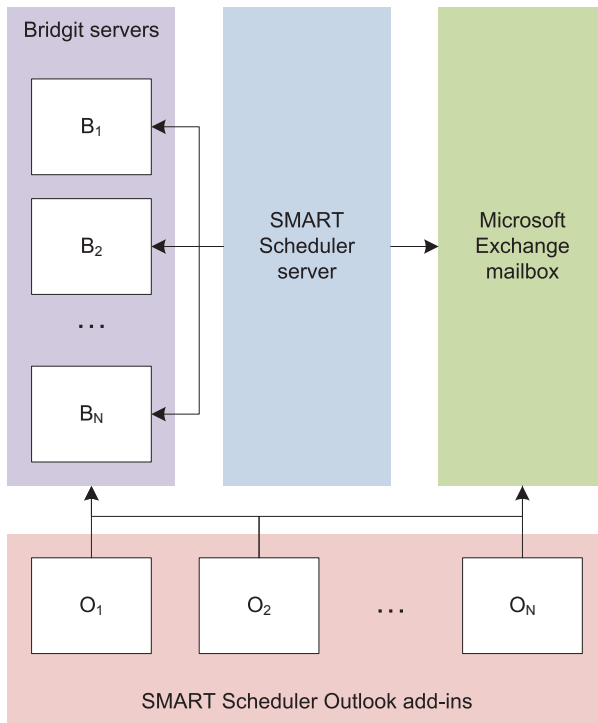 Bridgit servers
B₁
B₂
...
Bₙ
SMART
Scheduler
server
Microsoft
Exchange
mailbox
O₁
O₂
...
Oₙ
SMART Scheduler Outlook add-ins